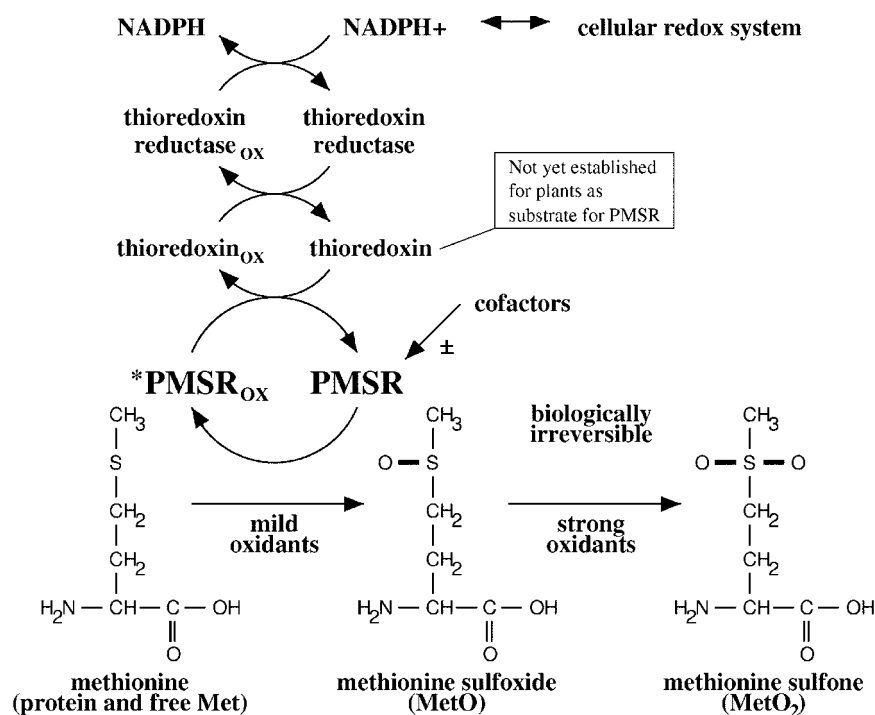 NADPH NADPH+ cellular redox system
thioredoxin thioredoxin
reductase OX reductase
Not yet established
for plants as
substrate for PMSR
thioredoxin OX thioredoxin
cofactors
±
*PMSR OX PMSR
biologically
irreversible
CH3 CH3 CH3
S O S O S O
mild
oxidants
strong
oxidants
CH2 CH2 CH2
CH2 CH2 CH2
H2N CH C OH H2N CH C OH H2N CH C OH
O O O
methionine methionine sulfoxide methionine sulfone
(protein and free Met) (MetO) (MetO2)